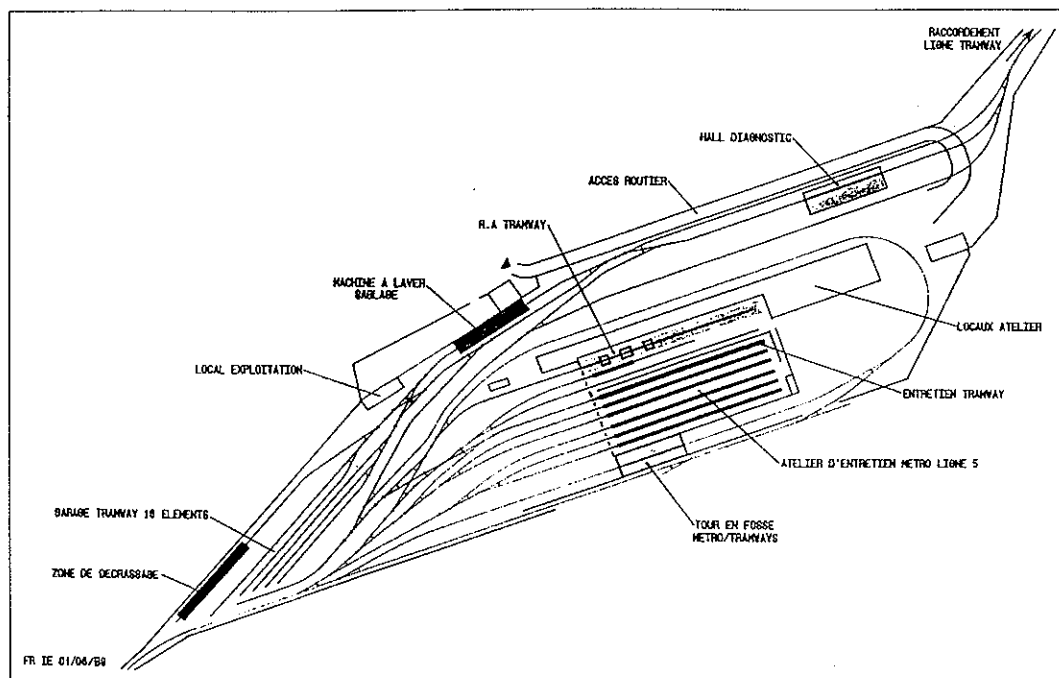 RACCORDEMENT
LIGNE TRAMWAY
HALL DIAGNOSTIC
ACCES ROUTIER
R.A TRAMWAY
MACHINE A LAVER
SABLAGE
LOCAUX ATELIER
LOCAL EXPLOITATION
ENTRETIEN TRAMWAY
ATELIER D'ENTRETIEN METRO LIGNE 5
GARAGE TRAMWAY 16 ELEMENTS
TOUR EN FOSSE
METRO/TRAMWAYS
ZONE DE DECRASSAGE
FR IE 01/06/89